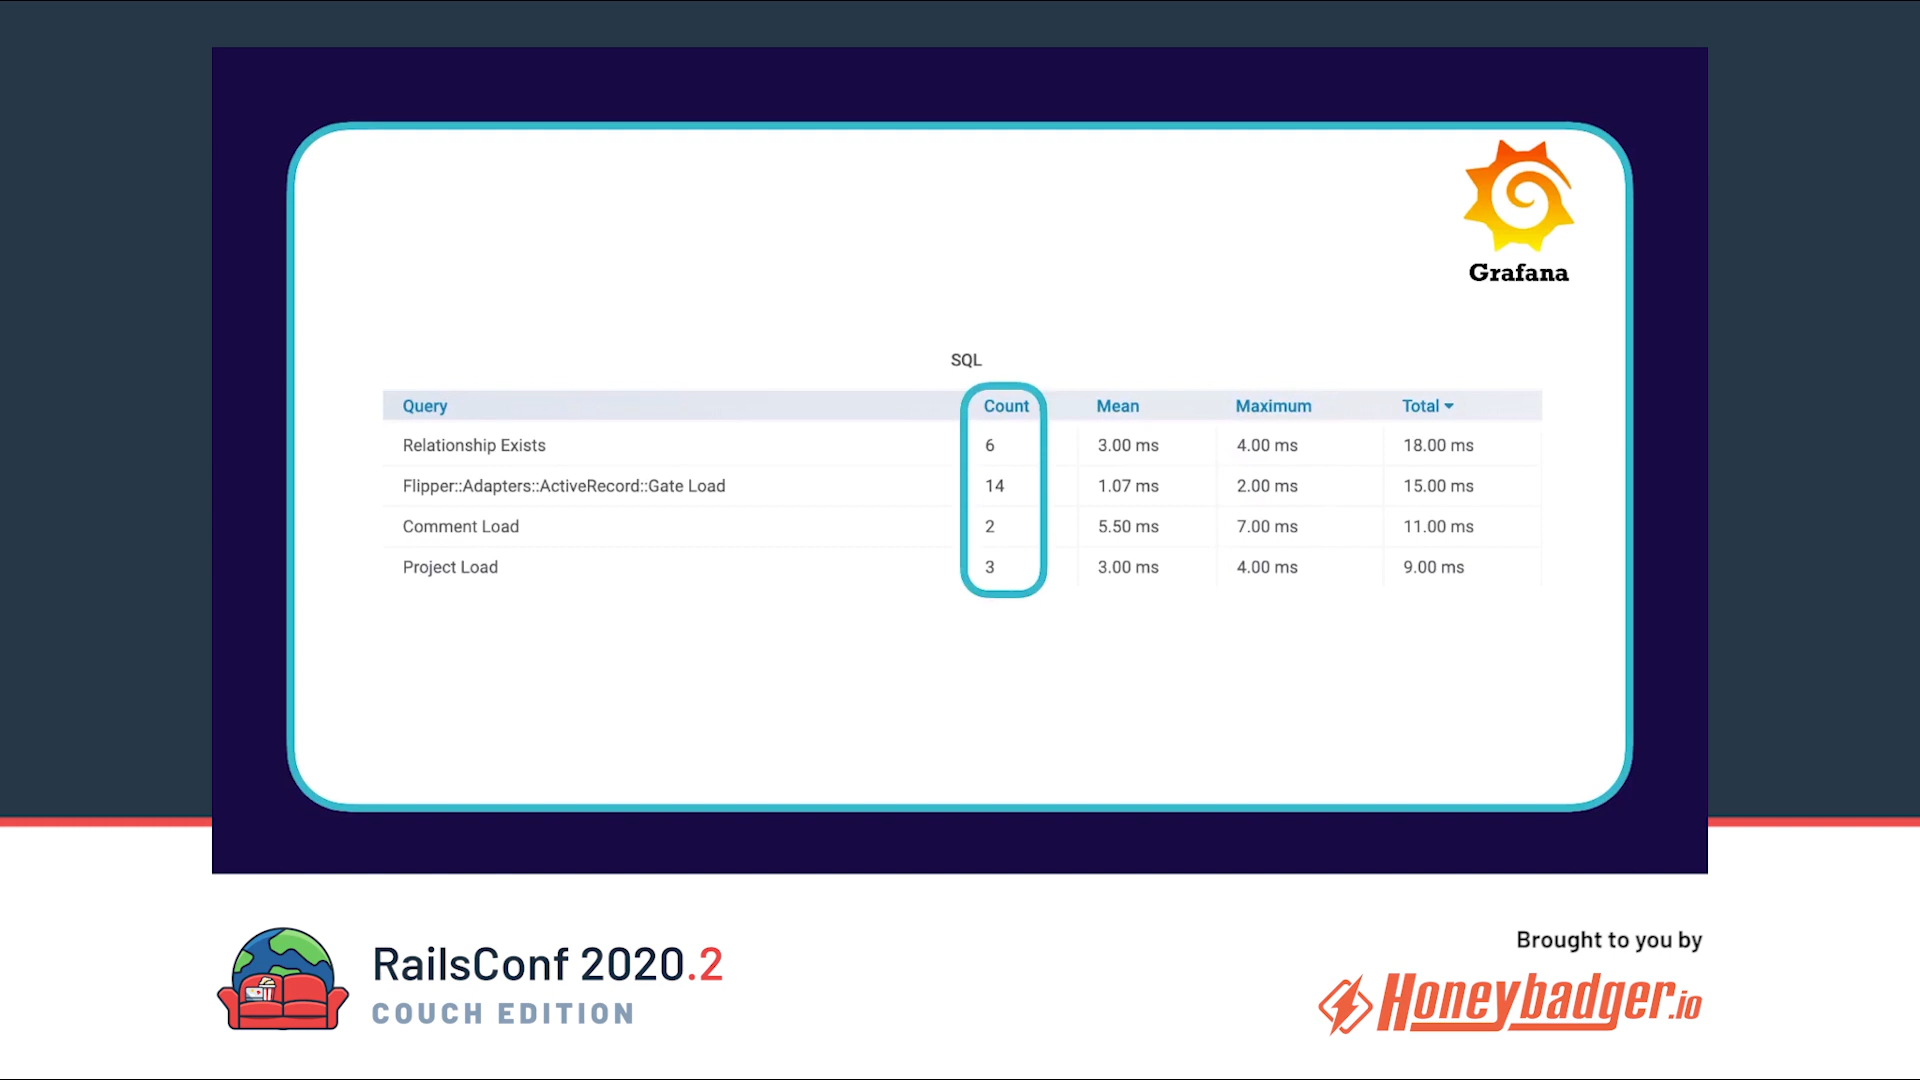 Grafana
SQL
Query Count Mean Maximum Total
Relationship Exists 6 3.00 ms 4.00 ms 18.00 ms
Flipper::Adapters::ActiveRecord::Gate Load 14 1.07 ms 2.00 ms 15.00 ms
Comment Load 2 5.50 ms 7.00 ms 11.00 ms
Project Load 3 3.00 ms 4.00 ms 9.00 ms
RailsConf 2020.2
COUCH EDITION
Brought to you by
Honeybadger.io